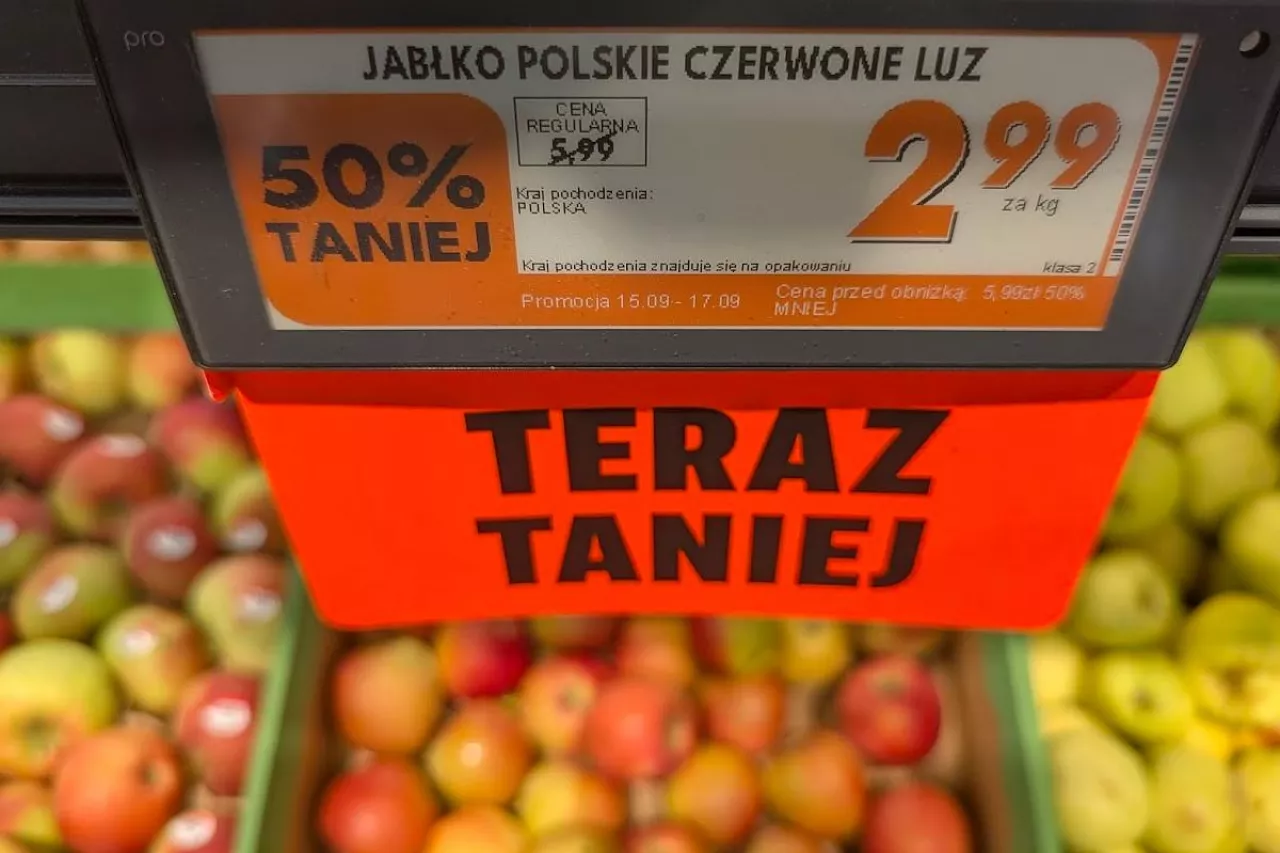 pro
JABŁKO POLSKIE CZERWONE LUZ
50%
TANIEJ
CENA
REGULARNA
5,99
Kraj pochodzenia:
POLSKA
2 99
za kg
Kraj pochodzenia znajduje się na opakowaniu
klasa 2
Promocja 15.09 - 17.09
Cena przed obniżką: 5,99zł 50%
MNIEJ
TERAZ
TANIEJ